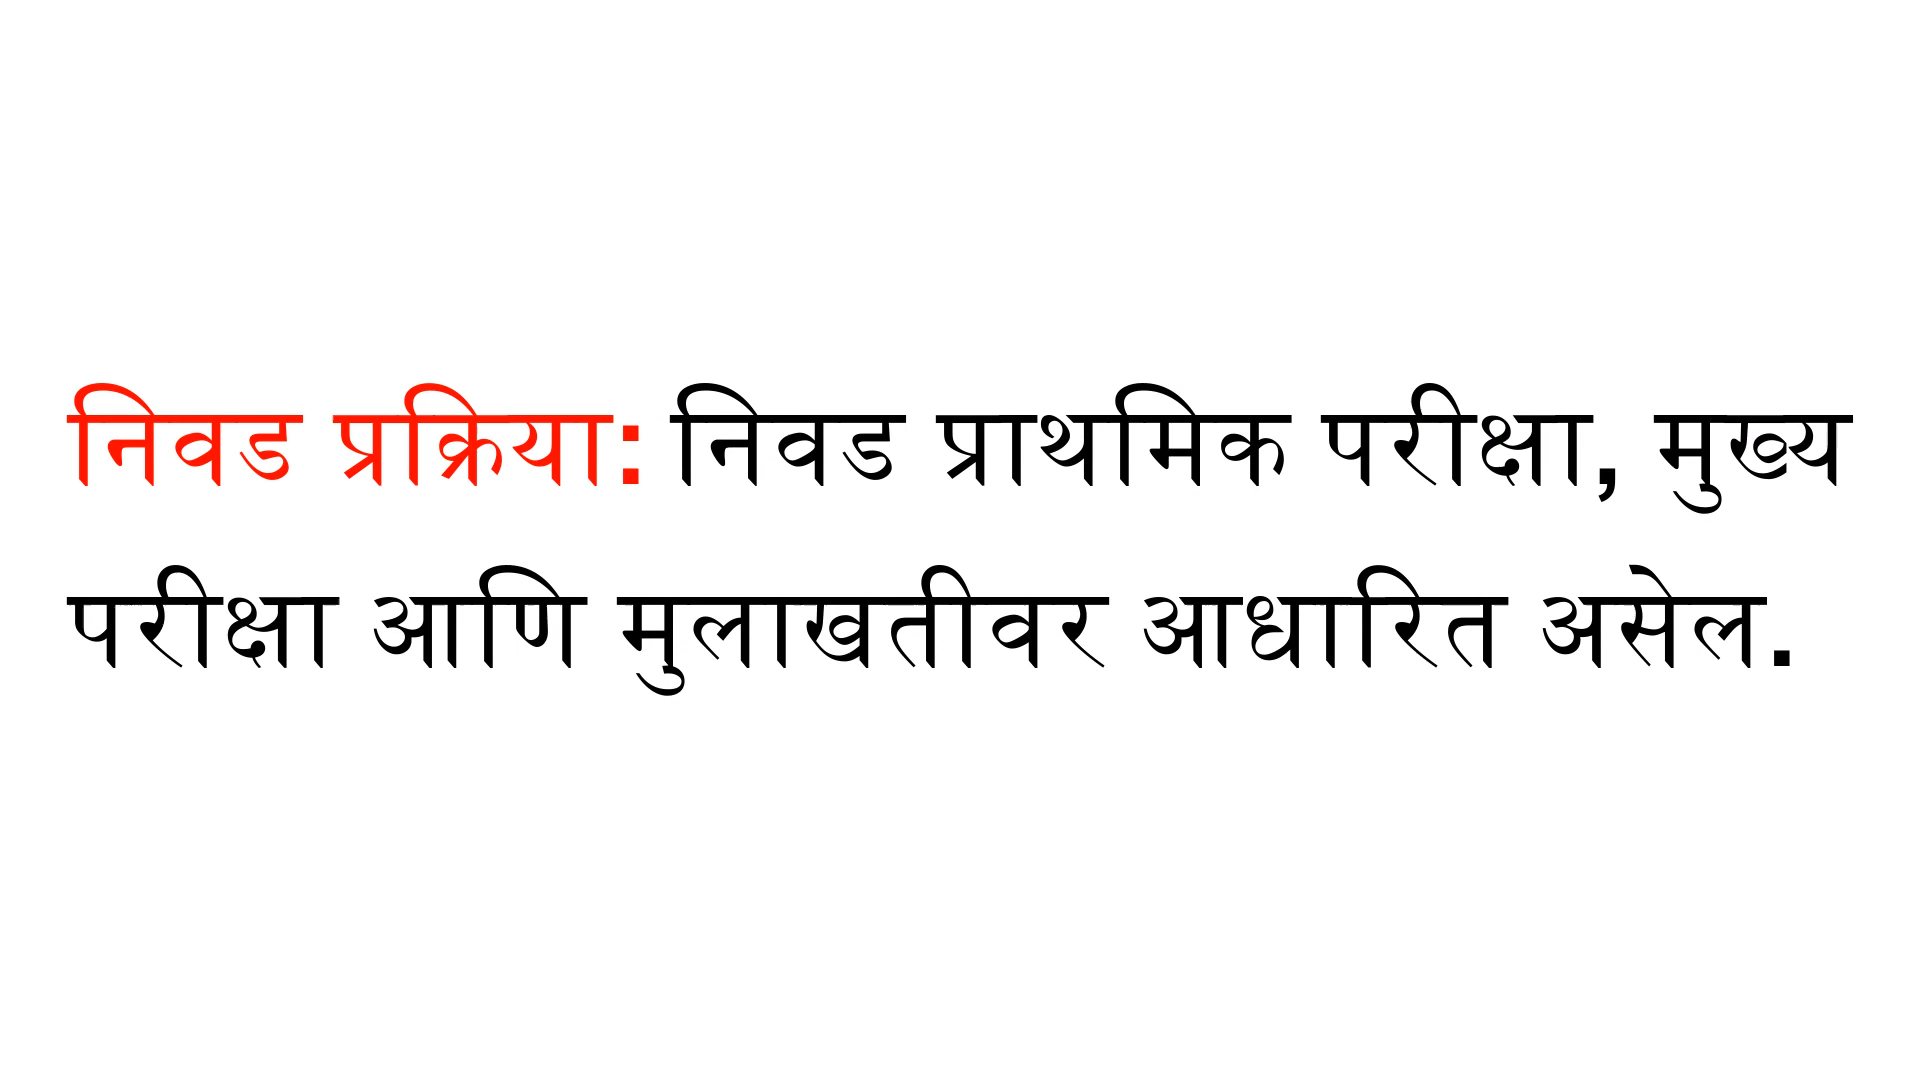 निवड प्रक्रिया: निवड प्राथमिक परीक्षा, मुख्य
परीक्षा आणि मुलाखतीवर आधारित असेल.